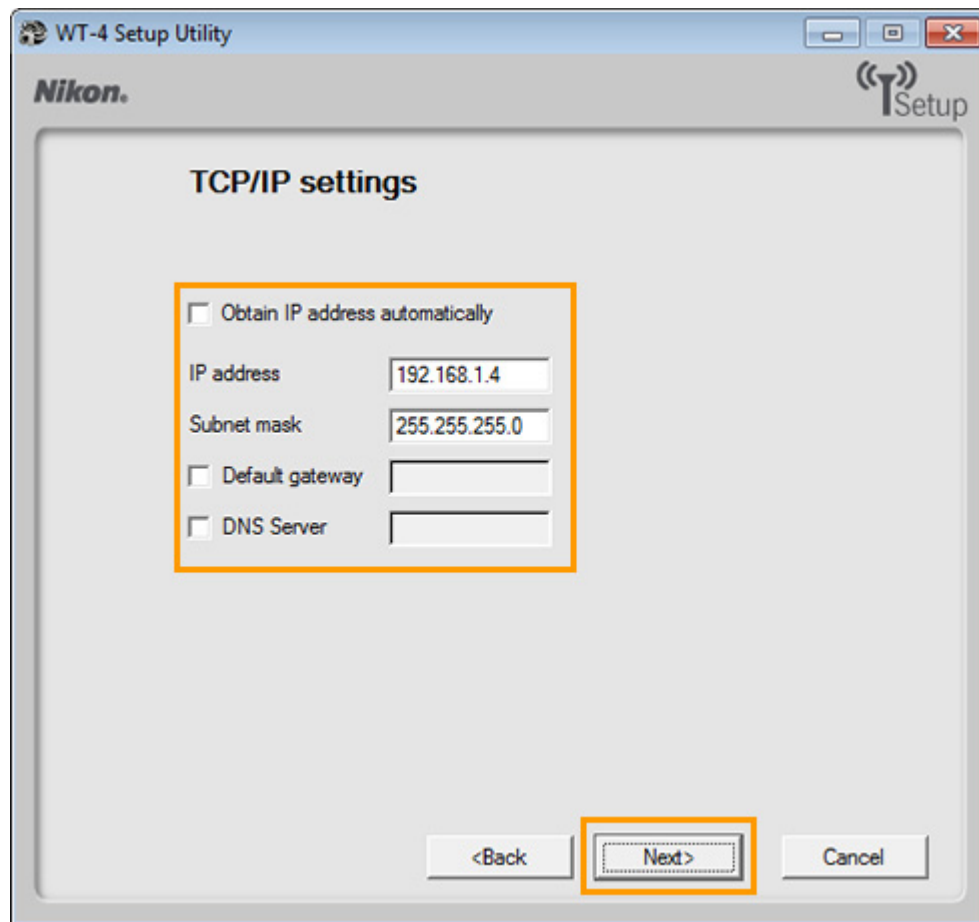 WT-4 Setup Utility
Nikon.
Setup
TCP/IP settings
Obtain IP address automatically
IP address 192.168.1.4
Subnet mask 255.255.255.0
Default gateway
DNS Server
<Back Next> Cancel